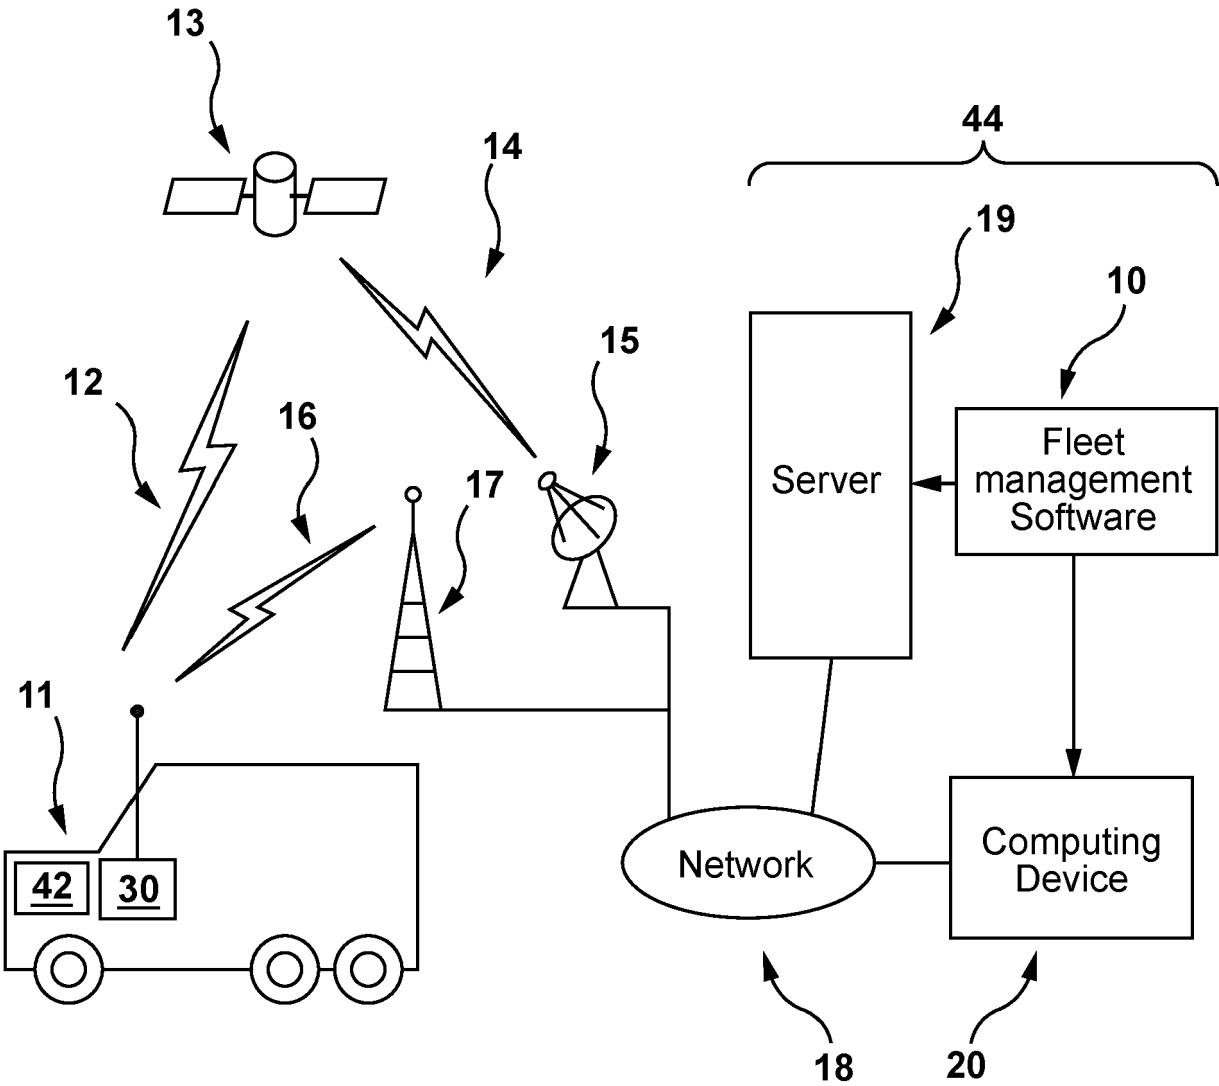 13
44
14
19
10
15
12
16
Fleet
management
Software
Server
17
11
Computing
Device
Network
42
30
18
20